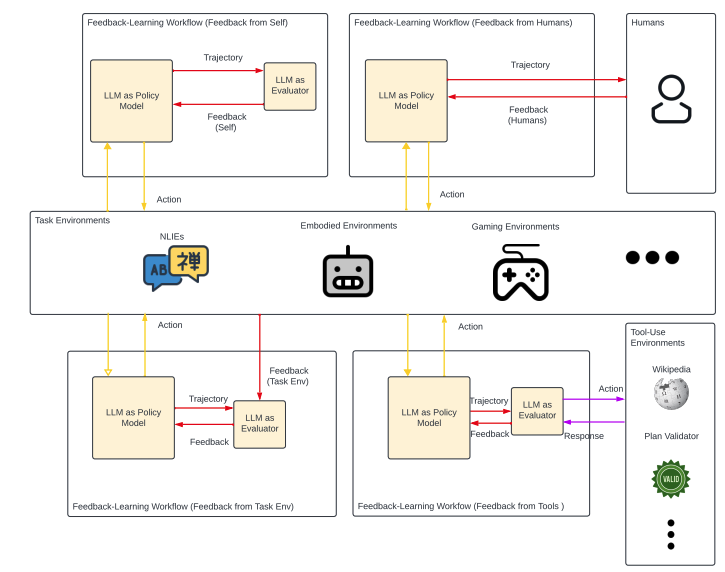 Feedback-Learning Workflow (Feedback from Self)
LLM as Policy
Model
Trajectory
LLM as
Evaluator
Feedback
(Self)
Action
Feedback-Learning Workflow (Feedback from Humans)
LLM as Policy
Model
Trajectory
Feedback
(Humans)
Action
Humans
Task Environments
NLIEs
AB
禅
Embodied Environments
Gaming Environments
Action
Feedback
(Task Env)
LLM as Policy
Model
Trajectory
LLM as
Evaluator
Feedback
Feedback-Learning Workflow (Feedback from Task Env)
Action
LLM as Policy
Model
Trajectory
LLM as
Evaluator
Feedback
Action
Response
Feedback-Learning Workfow (Feedback from Tools )
Tool-Use
Environments
Wikipedia
Plan Validator
VALID